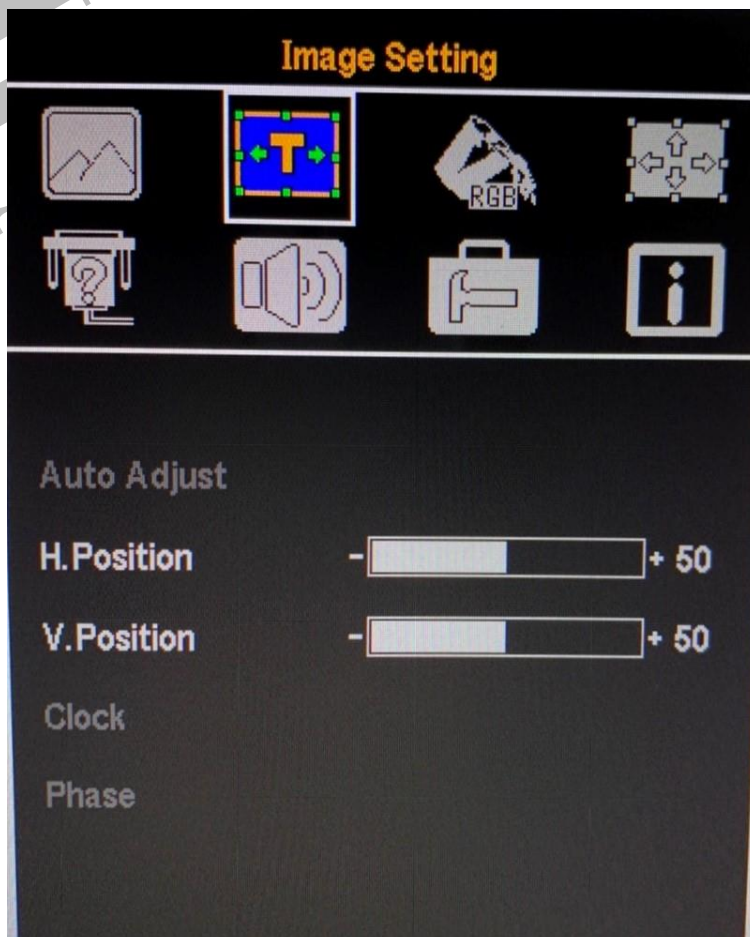 Image Setting
T
RGB
?
i
Auto Adjust
H.Position - + 50
V.Position - + 50
Clock
Phase